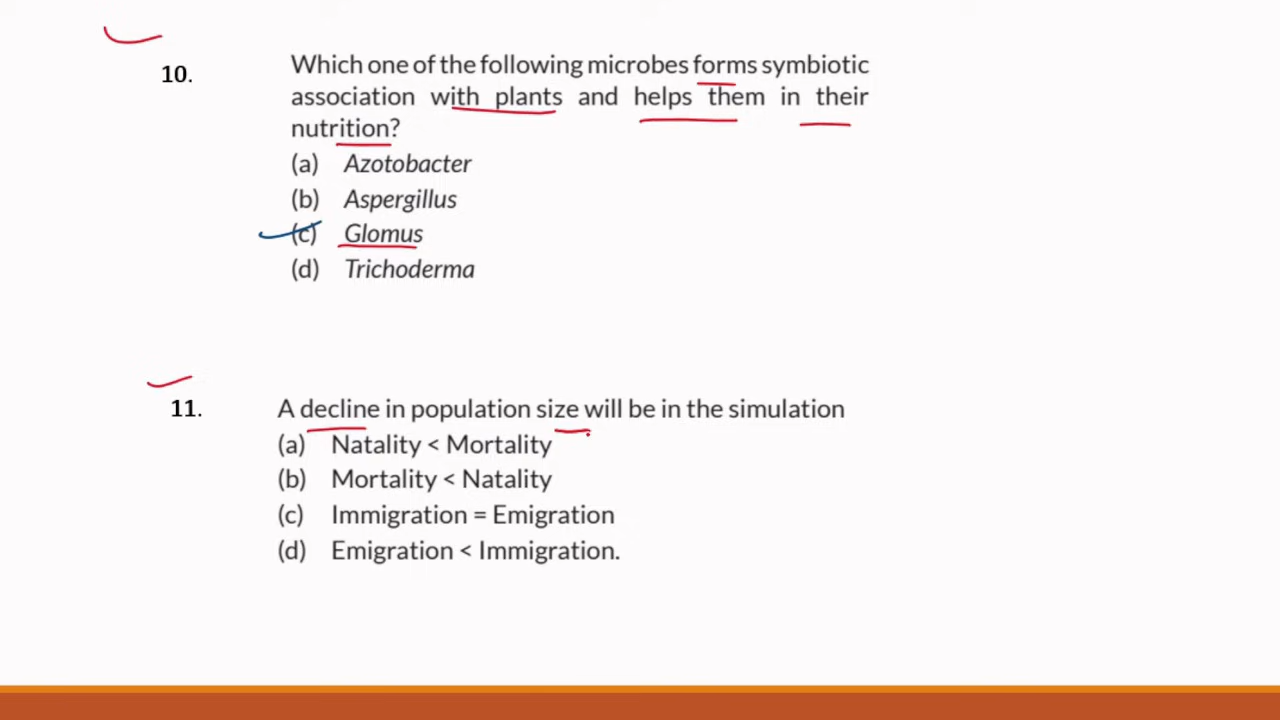 10.
Which one of the following microbes forms symbiotic
association with plants and helps them in their
nutrition?
(a) Azotobacter
(b) Aspergillus
(c) Glomus
(d) Trichoderma
11.
A decline in population size will be in the simulation
(a) Natality < Mortality
(b) Mortality < Natality
(c) Immigration = Emigration
(d) Emigration < Immigration.